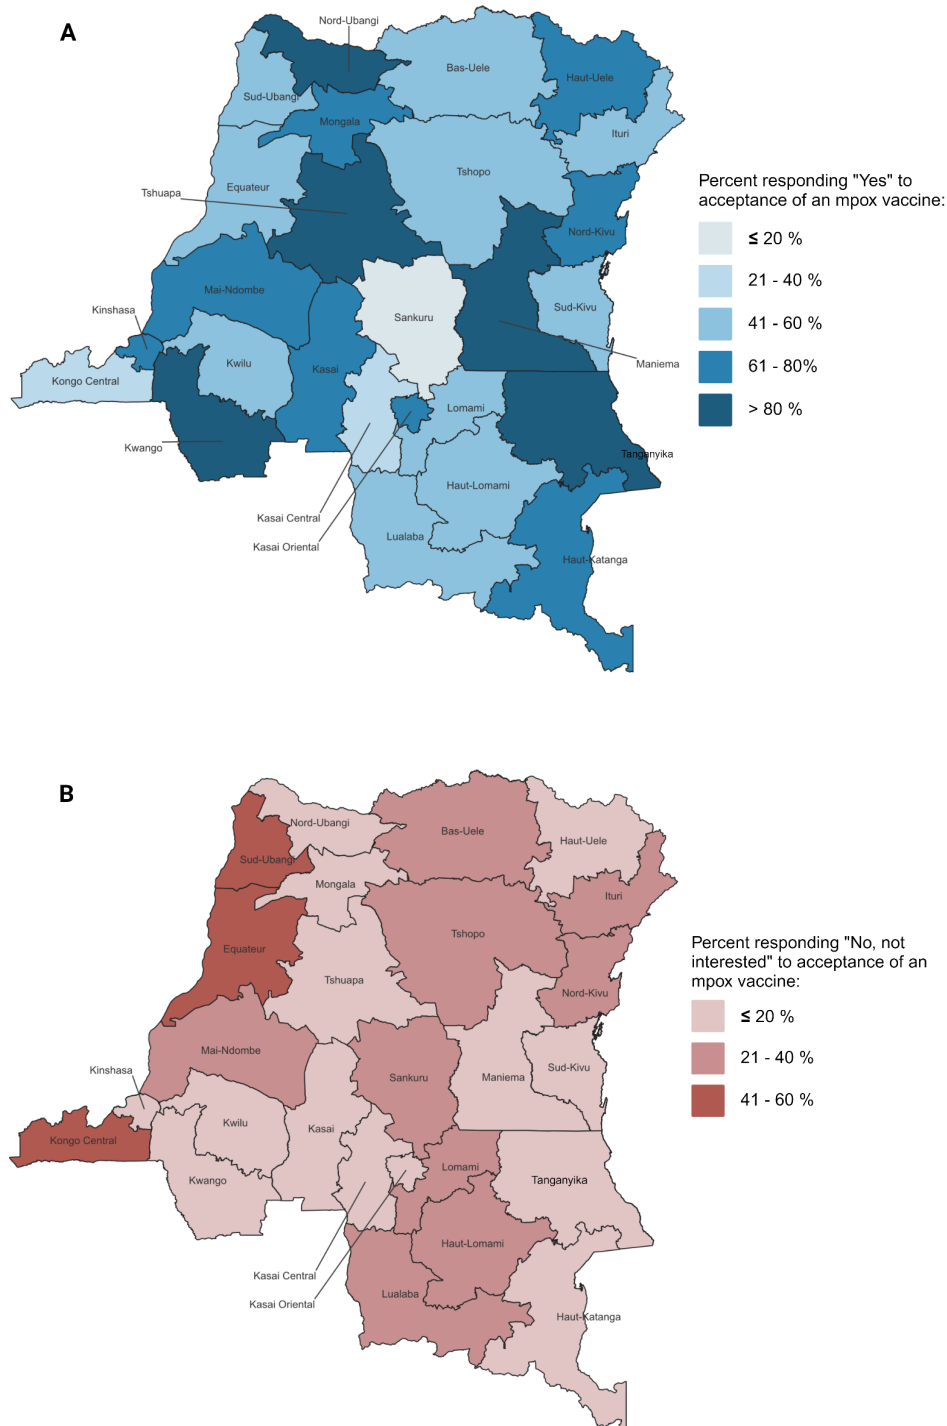 A
Nord-Ubangi
Bas-Uele
Haut-Uele
Sud-Ubangi
Mongala
Ituri
Tshopo
Percent responding "Yes" to
acceptance of an mpox vaccine:
Equateur
Tshuapa
Nord-Kivu
≤ 20 %
21 - 40 %
Mai-Ndombe
Sud-Kivu
Kinshasa
Sankuru
41 - 60 %
Kwilu
Kasai
Maniema
61 - 80%
Kongo Central
Lomami
> 80 %
Kwango
Tanganyika
Haut-Lomami
Kasai Central
Lualaba
Kasai Oriental
Haut-Katanga
B
Nord-Ubangi
Bas-Uele
Haut-Uele
Sud-Ubangi
Mongala
Ituri
Tshopo
Equateur
Percent responding "No, not
interested" to acceptance of an
mpox vaccine:
Tshuapa
Nord-Kivu
≤ 20 %
Mai-Ndombe
Kinshasa
Sankuru
Maniema
Sud-Kivu
21 - 40 %
Kwilu
Kasai
41 - 60 %
Kongo Central
Lomami
Kwango
Tanganyika
Haut-Lomami
Kasai Central
Lualaba
Kasai Oriental
Haut-Katanga